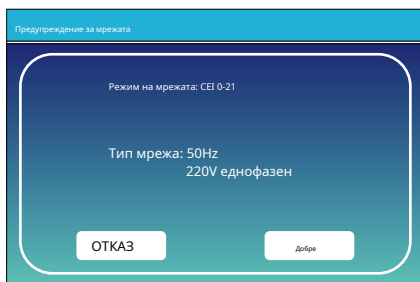 Предупреждение за мрежата
Режим на мрежата: CEI 0-21
Тип мрежа: 50Hz
220V еднофазен
ОТКАЗ
Добре